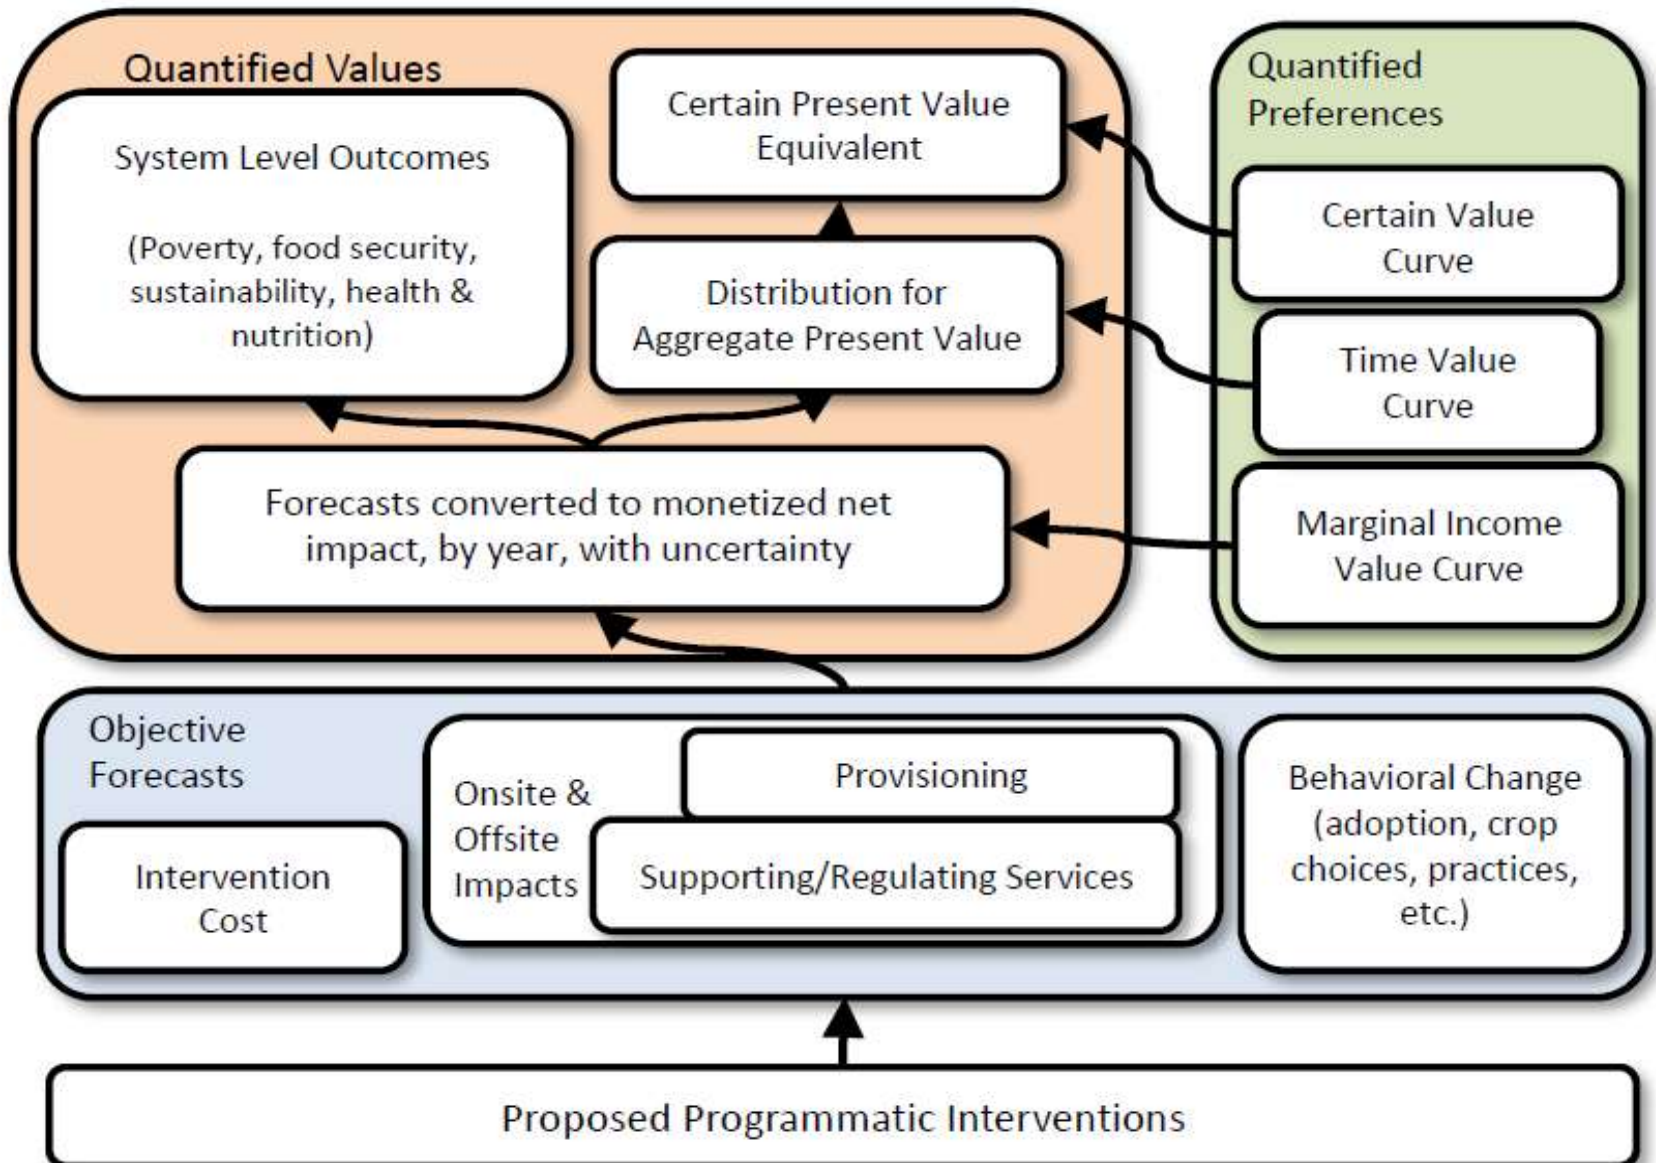 Quantified Values
System Level Outcomes
(Poverty, food security,
sustainability, health &
nutrition)
Certain Present Value
Equivalent
Distribution for
Aggregate Present Value
Forecasts converted to monetized net
impact, by year, with uncertainty
Quantified
Preferences
Certain Value
Curve
Time Value
Curve
Marginal Income
Value Curve
Objective
Forecasts
Intervention
Cost
Onsite &
Offsite
Impacts
Provisioning
Supporting/Regulating Services
Behavioral Change
(adoption, crop
choices, practices,
etc.)
Proposed Programmatic Interventions